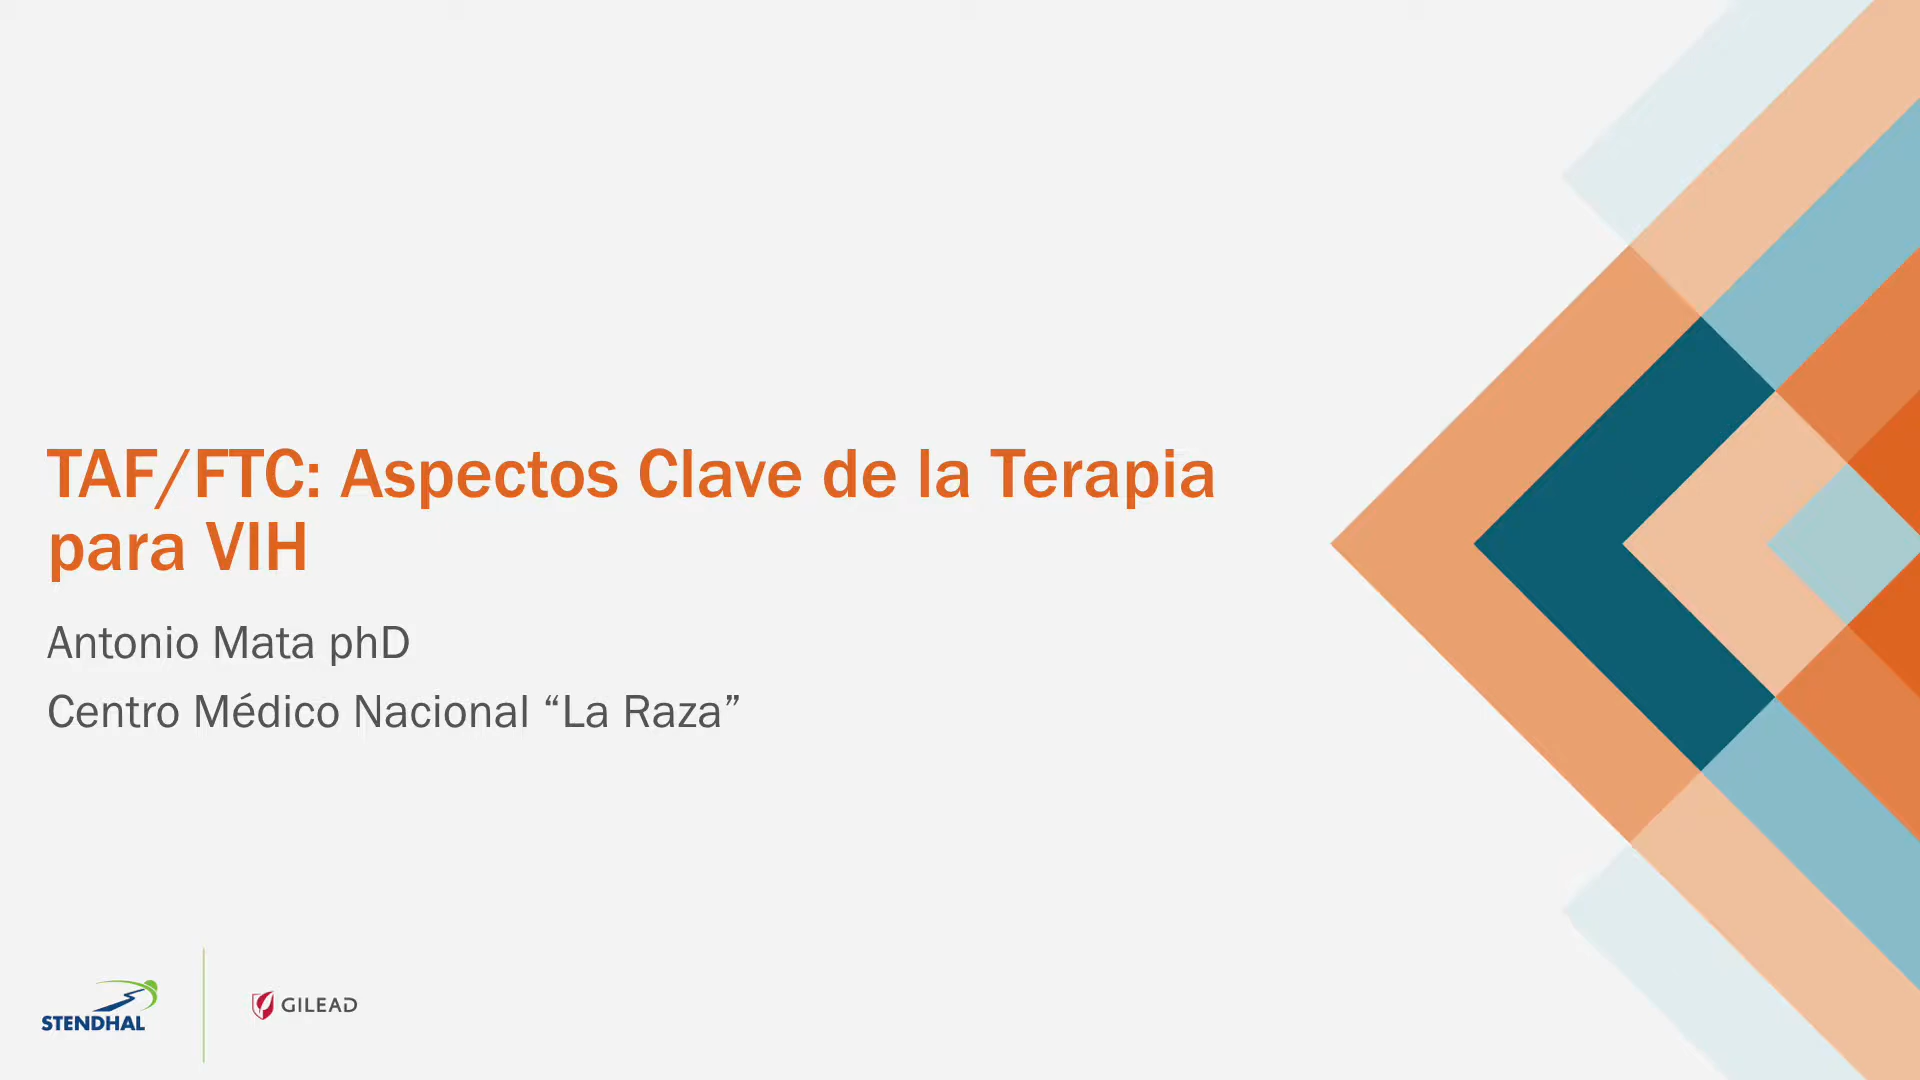 TAF/FTC: Aspectos Clave de la Terapia
para VIH
Antonio Mata phD
Centro Médico Nacional “La Raza”
STENDHAL
GILEAD